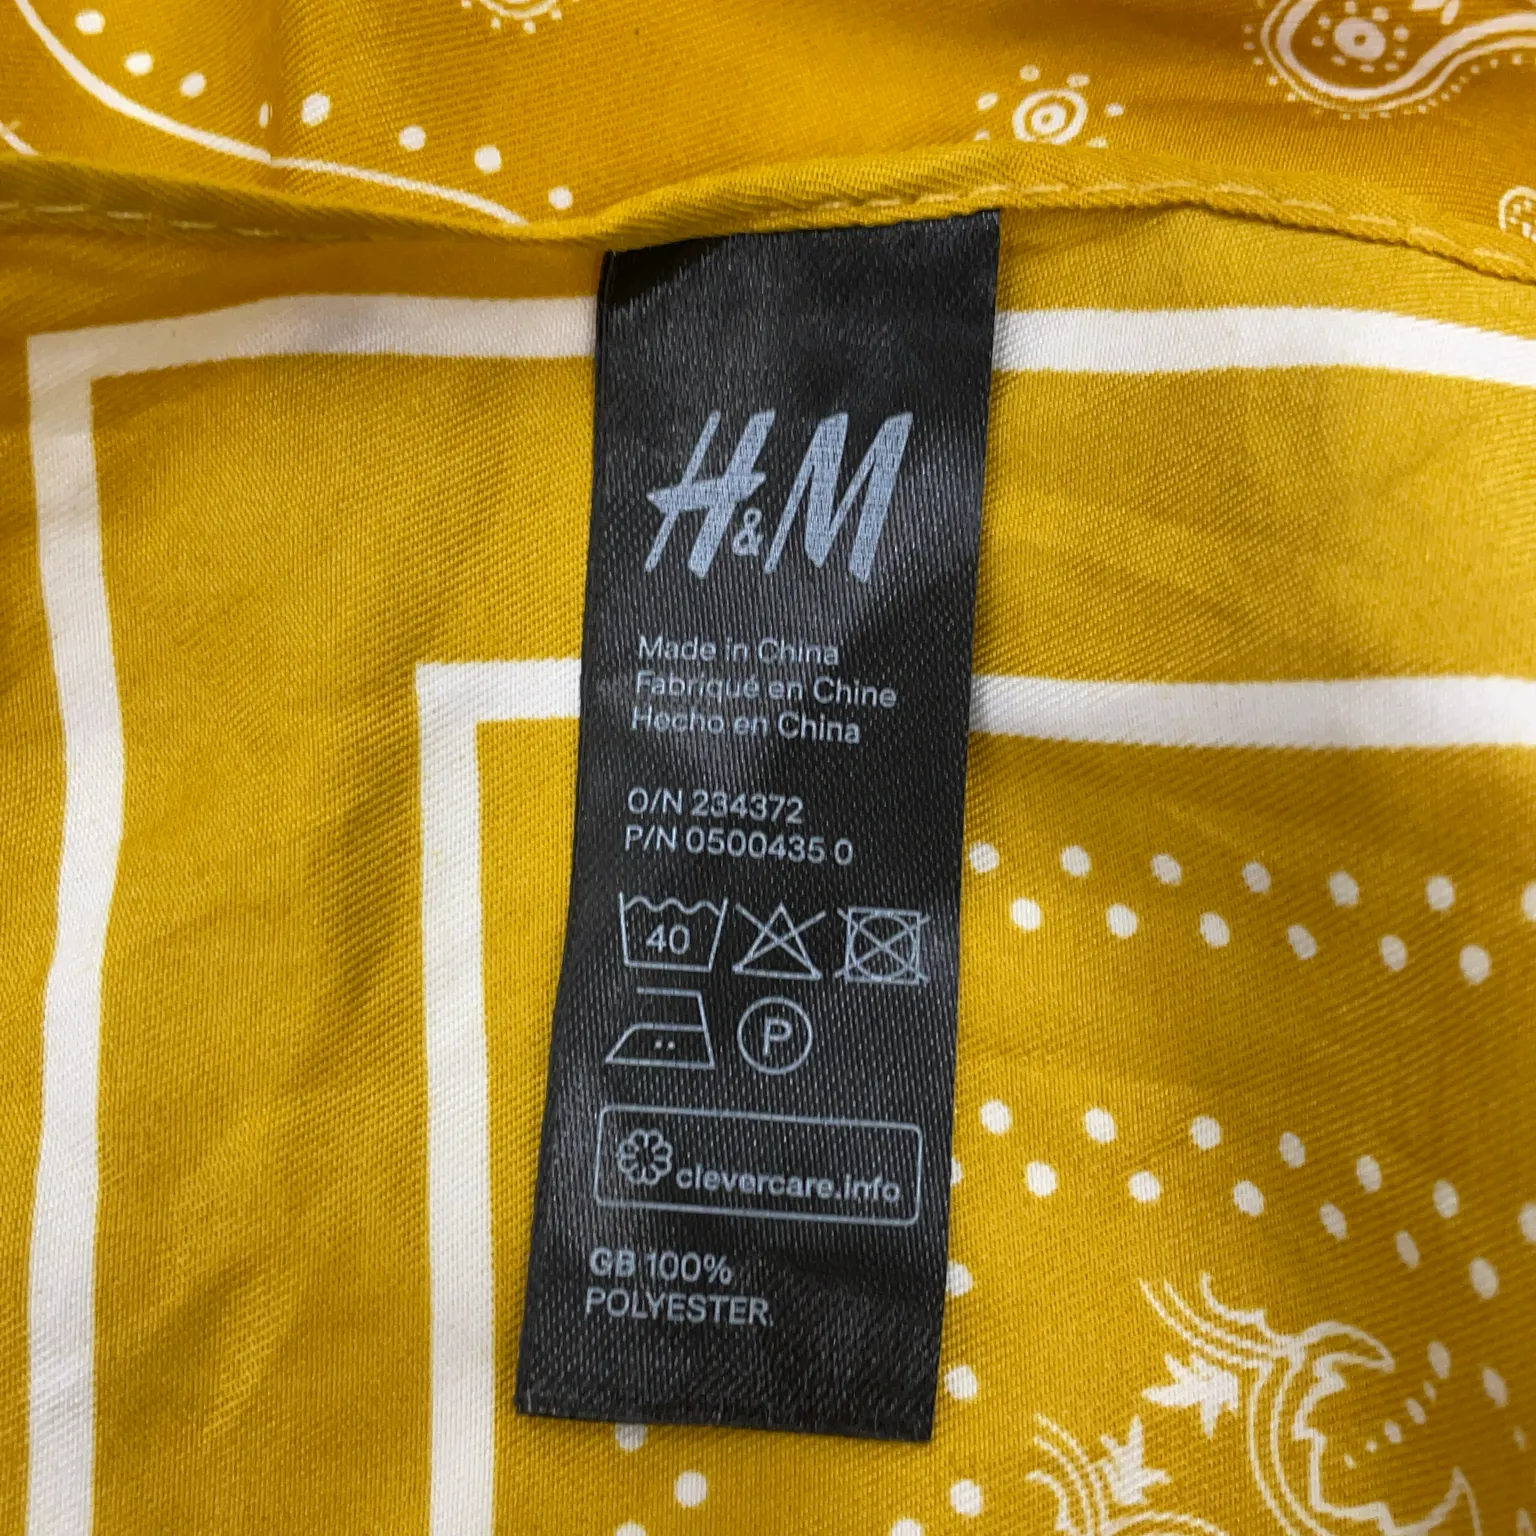 H&M
Made in China
Fabriqué en Chine
Hecho en China
O/N 234372
P/N 0500435 0
40
P
clevercare.info
GB 100%
POLYESTER.